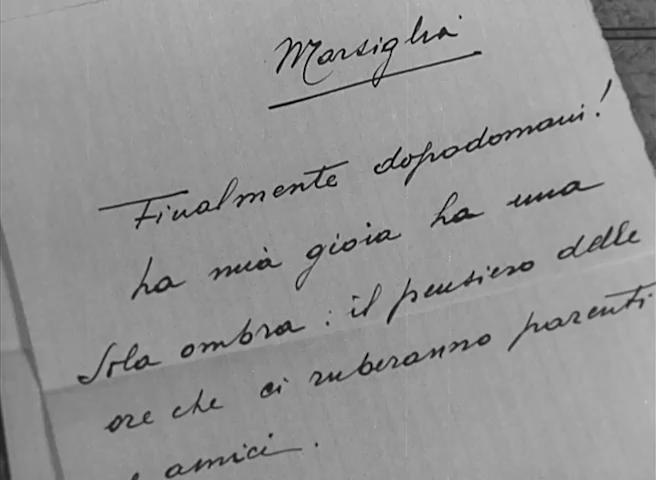 Marsiglia
Finalmente dopodomani!
La mia gioia ha una
sola ombra: il pensiero delle
ore che ci ruberanno parenti
e amici.